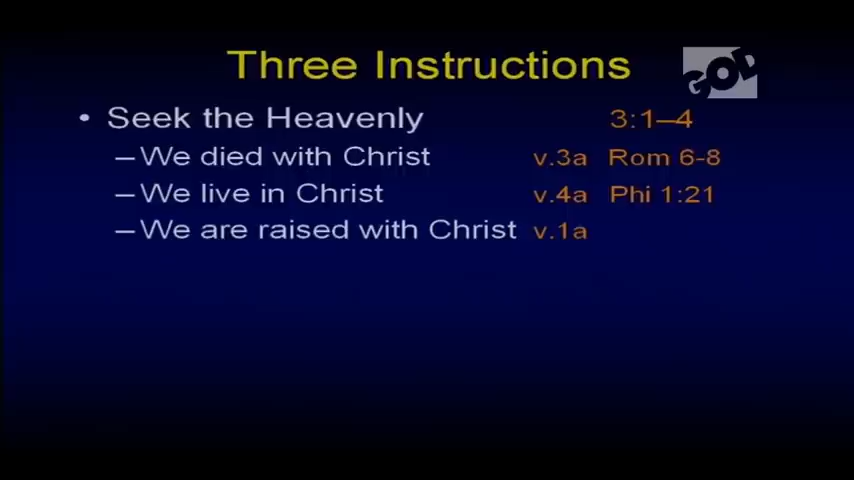 Three Instructions
GOD
• Seek the Heavenly 3:1–4
– We died with Christ v.3a Rom 6-8
– We live in Christ v.4a Phi 1:21
– We are raised with Christ v.1a